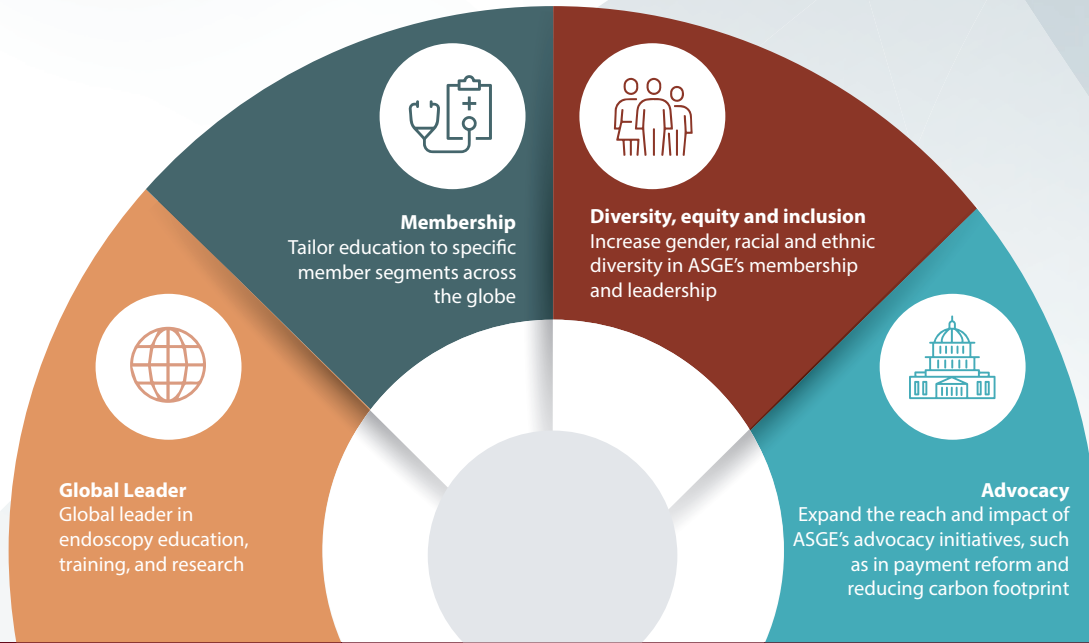 Global Leader
Global leader in
endoscopy education,
training, and research
Membership
Tailor education to specific
member segments across
the globe
Diversity, equity and inclusion
Increase gender, racial and ethnic
diversity in ASGE’s membership
and leadership
Advocacy
Expand the reach and impact of
ASGE’s advocacy initiatives, such
as in payment reform and
reducing carbon footprint